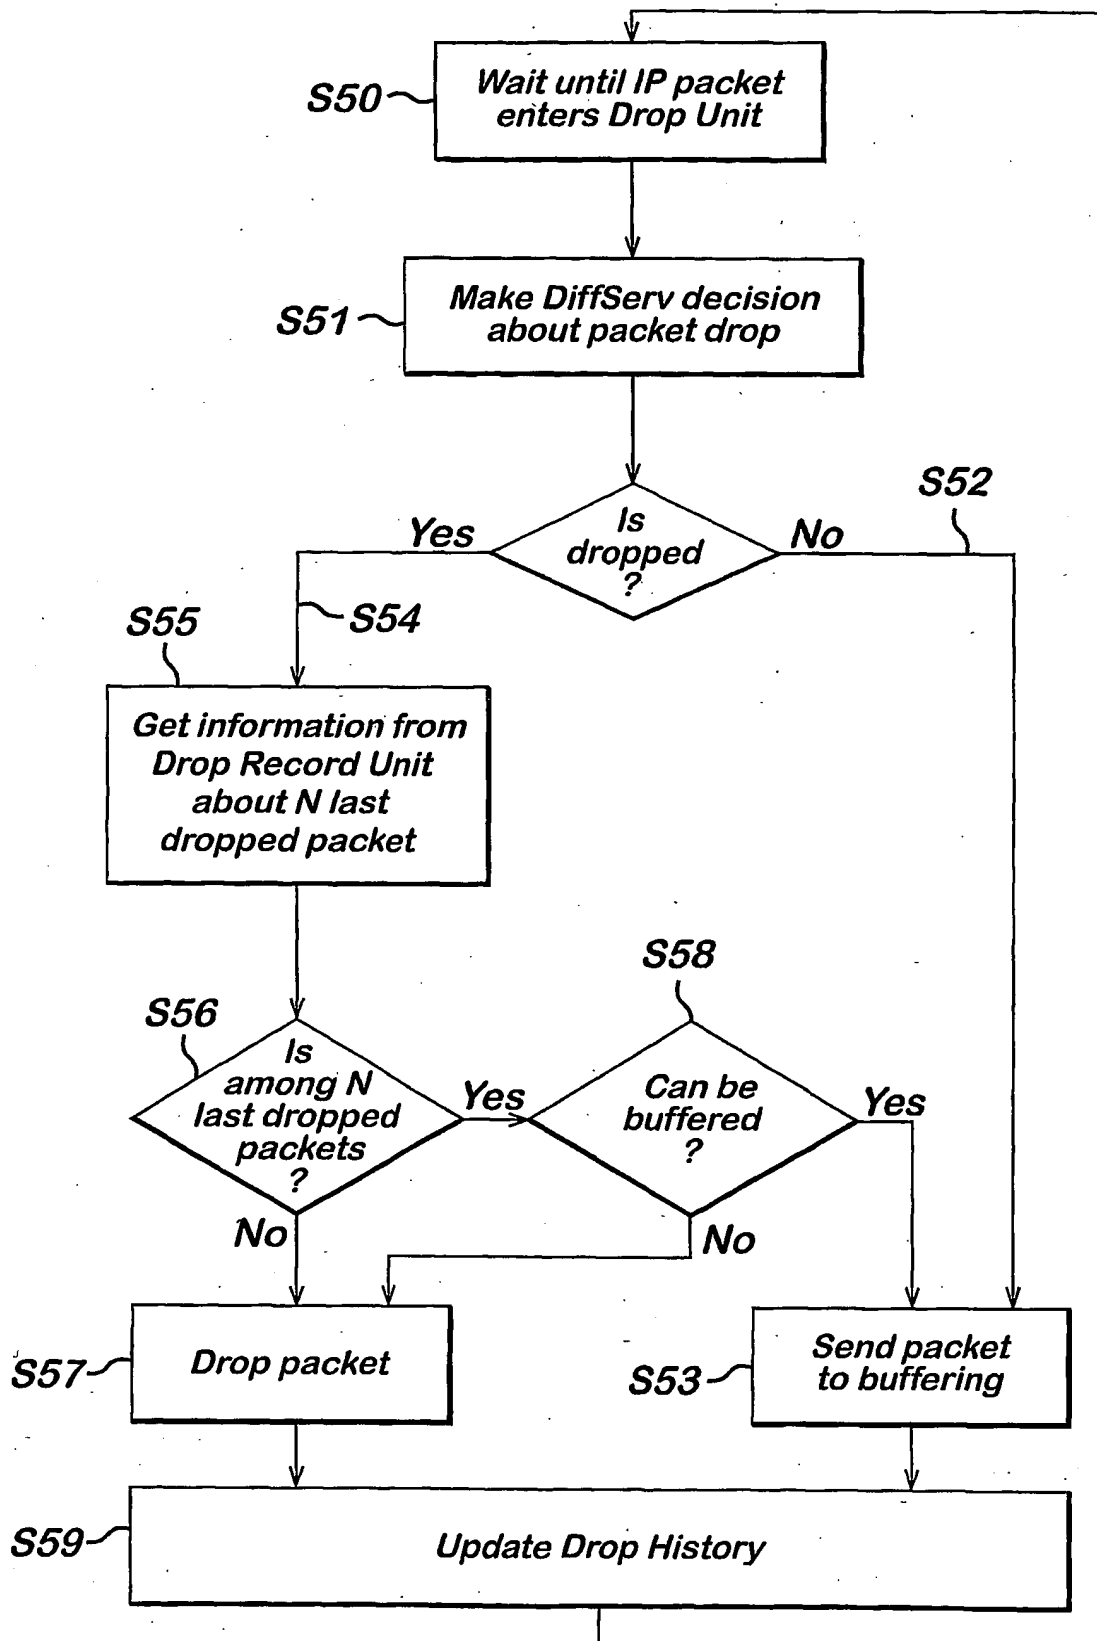 S50
Wait until IP packet
enters Drop Unit
S51
Make DiffServ decision
about packet drop
S52
Yes
Is
dropped
?
No
S54
S55
Get information from
Drop Record Unit
about N last
dropped packet
S56
Is
among N
last dropped
packets
?
Yes
No
S58
Can be
buffered
?
Yes
No
S57
Drop packet
S53
Send packet
to buffering
S59
Update Drop History